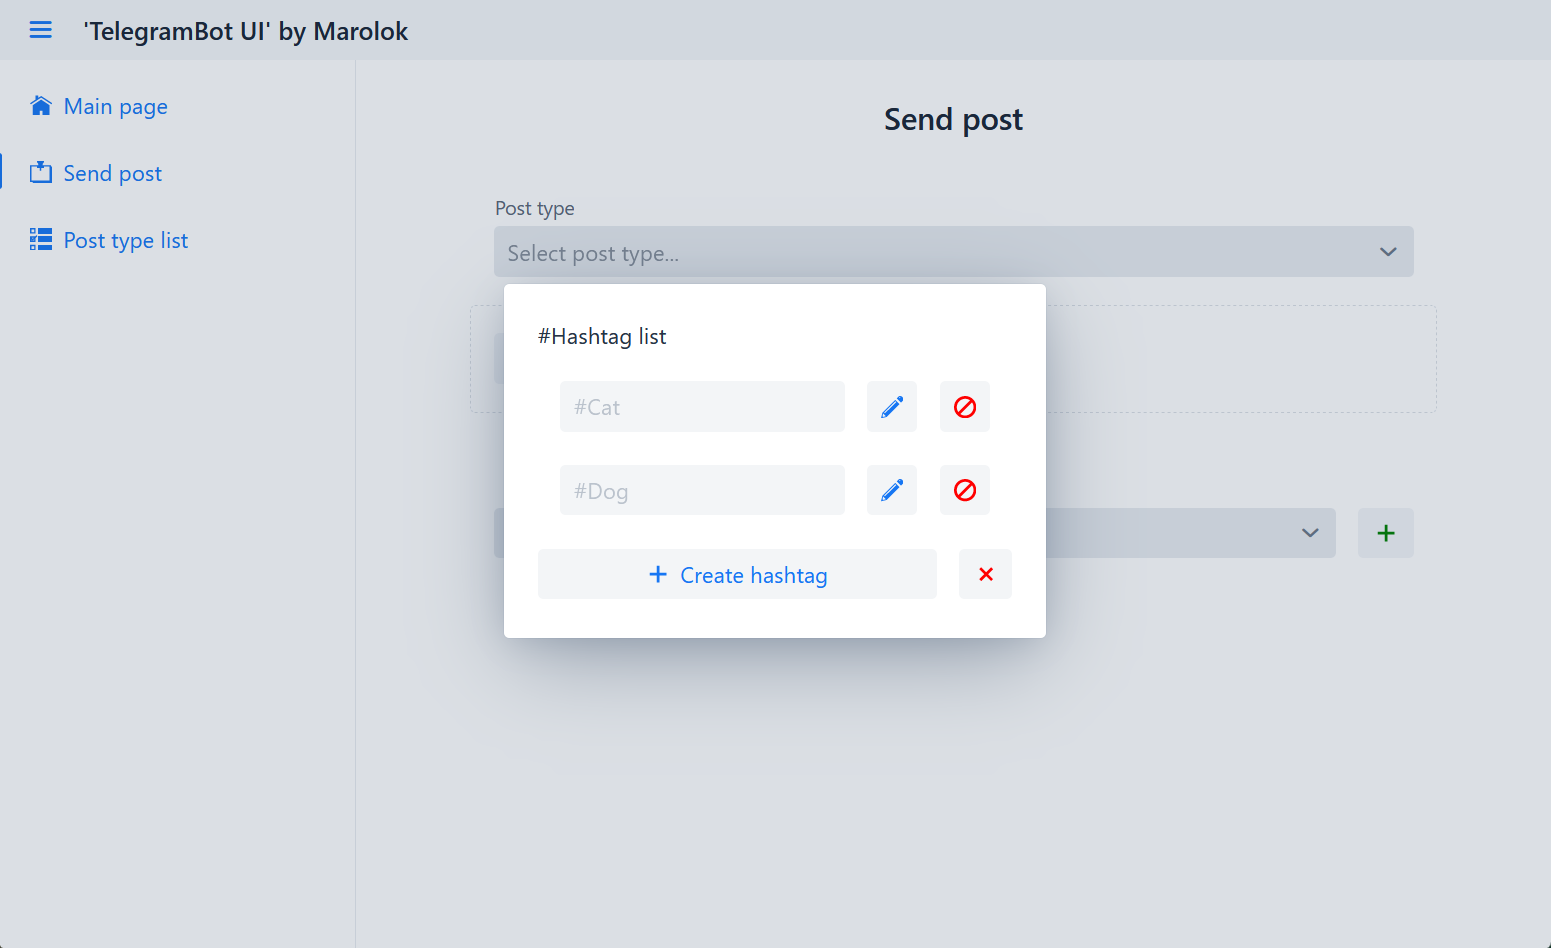 'TelegramBot UI' by Marolok
Main page
Send post
Post type list
Send post
Post type
Select post type...
#Hashtag list
#Cat
#Dog
Create hashtag